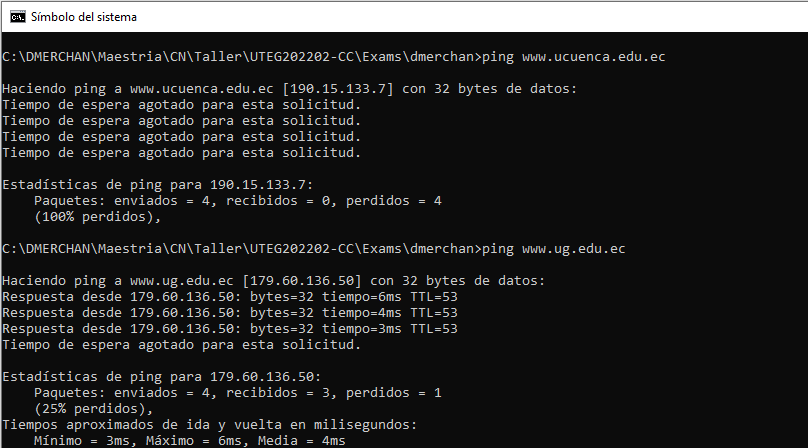 Símbolo del sistema
C:\DMERCHAN\Maestria\CN\Taller\UTEG202202-CC\Exams\dmerchan>ping www.ucuenca.edu.ec
Haciendo ping a www.ucuenca.edu.ec [190.15.133.7] con 32 bytes de datos:
Tiempo de espera agotado para esta solicitud.
Tiempo de espera agotado para esta solicitud.
Tiempo de espera agotado para esta solicitud.
Tiempo de espera agotado para esta solicitud.
Estadísticas de ping para 190.15.133.7:
    Paquetes: enviados = 4, recibidos = 0, perdidos = 4
    (100% perdidos),
C:\DMERCHAN\Maestria\CN\Taller\UTEG202202-CC\Exams\dmerchan>ping www.ug.edu.ec
Haciendo ping a www.ug.edu.ec [179.60.136.50] con 32 bytes de datos:
Respuesta desde 179.60.136.50: bytes=32 tiempo=6ms TTL=53
Respuesta desde 179.60.136.50: bytes=32 tiempo=4ms TTL=53
Respuesta desde 179.60.136.50: bytes=32 tiempo=3ms TTL=53
Tiempo de espera agotado para esta solicitud.
Estadísticas de ping para 179.60.136.50:
    Paquetes: enviados = 4, recibidos = 3, perdidos = 1
    (25% perdidos),
Tiempos aproximados de ida y vuelta en milisegundos:
    Mínimo = 3ms, Máximo = 6ms, Media = 4ms